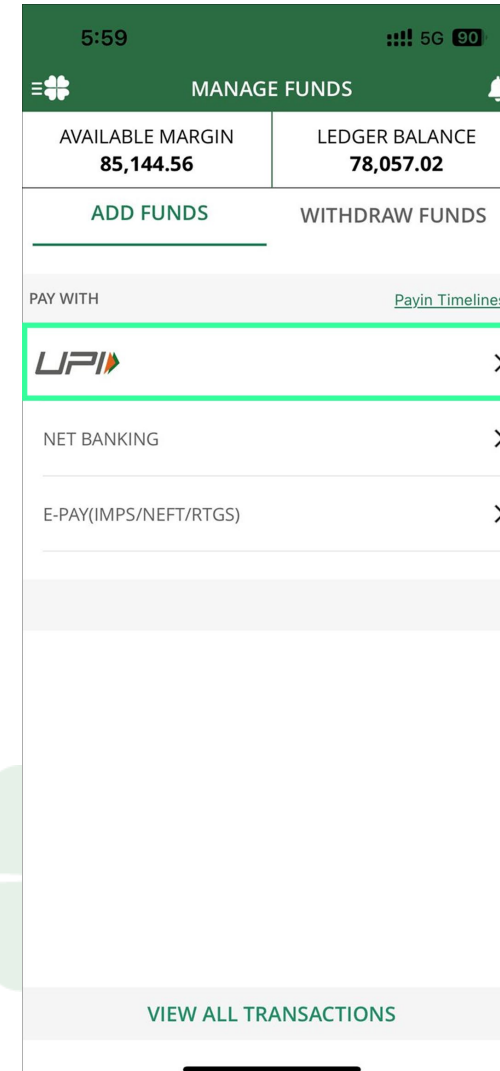 5:59 5G 90
MANAGE FUNDS
AVAILABLE MARGIN LEDGER BALANCE
85,144.56 78,057.02
ADD FUNDS WITHDRAW FUNDS
PAY WITH Payin Timelines
UPI
NET BANKING
E-PAY(IMPS/NEFT/RTGS)
VIEW ALL TRANSACTIONS